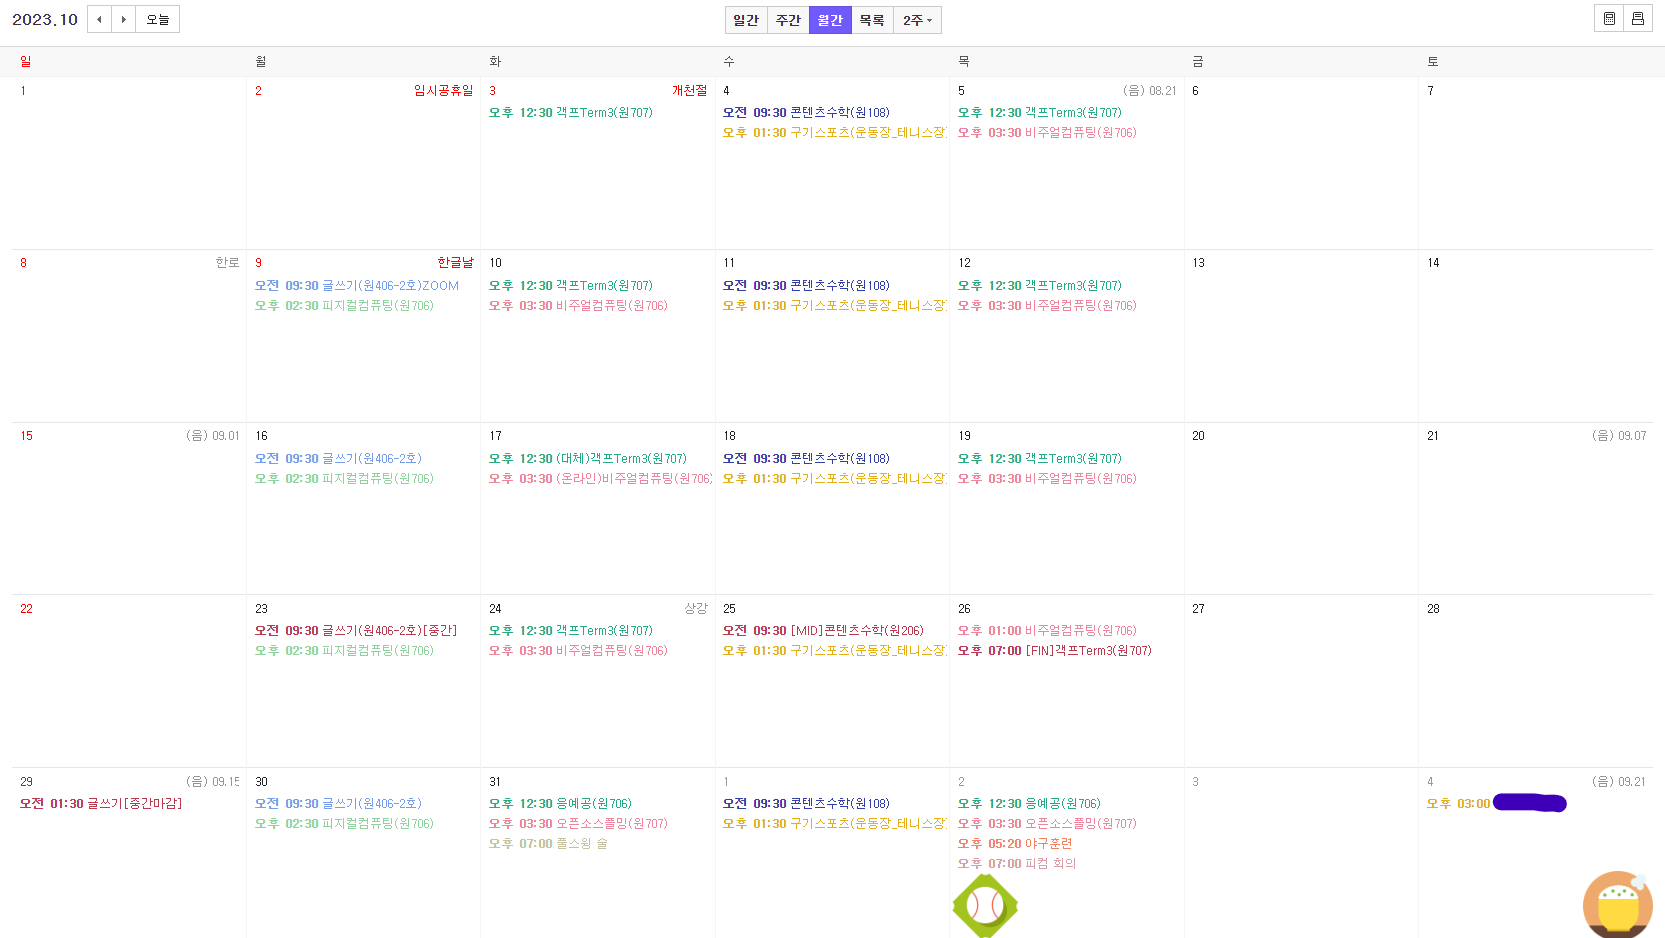 2023.10 오늘 일간 주간 월간 목록 2주
일 월 화 수 목 금 토
1
2 임시공휴일
3 개천절
오후 12:30 객프Term3(원707)
4
오전 09:30 콘텐츠수학(원108)
오후 01:30 구기스포츠(운동장_테니스장)
5 (음) 08.21
오후 12:30 객프Term3(원707)
오후 03:30 비주얼컴퓨팅(원706)
6
7
8 한로
9 한글날
오전 09:30 글쓰기(원406-2호)ZOOM
오후 02:30 피지컬컴퓨팅(원706)
10
오후 12:30 객프Term3(원707)
오후 03:30 비주얼컴퓨팅(원706)
11
오전 09:30 콘텐츠수학(원108)
오후 01:30 구기스포츠(운동장_테니스장)
12
오후 12:30 객프Term3(원707)
오후 03:30 비주얼컴퓨팅(원706)
13
14
15 (음) 09.01
16
오전 09:30 글쓰기(원406-2호)
오후 02:30 피지컬컴퓨팅(원706)
17
오후 12:30 (대체)객프Term3(원707)
오후 03:30 (온라인)비주얼컴퓨팅(원706)
18
오전 09:30 콘텐츠수학(원108)
오후 01:30 구기스포츠(운동장_테니스장)
19
오후 12:30 객프Term3(원707)
오후 03:30 비주얼컴퓨팅(원706)
20
21 (음) 09.07
22
23
오전 09:30 글쓰기(원406-2호)[중간]
오후 02:30 피지컬컴퓨팅(원706)
24 상강
오후 12:30 객프Term3(원707)
오후 03:30 비주얼컴퓨팅(원706)
25
오전 09:30 [MID]콘텐츠수학(원206)
오후 01:30 구기스포츠(운동장_테니스장)
26
오후 01:00 비주얼컴퓨팅(원706)
오후 07:00 [FIN]객프Term3(원707)
27
28
29 (음) 09.15
오전 01:30 글쓰기[중간마감]
30
오전 09:30 글쓰기(원406-2호)
오후 02:30 피지컬컴퓨팅(원706)
31
오후 12:30 응예공(원706)
오후 03:30 오픈소스플밍(원707)
오후 07:00 풀스윙 술
1
오전 09:30 콘텐츠수학(원108)
오후 01:30 구기스포츠(운동장_테니스장)
2
오후 12:30 응예공(원706)
오후 03:30 오픈소스플밍(원707)
오후 05:20 야구훈련
오후 07:00 피컴 회의
3
4 (음) 09.21
오후 03:00